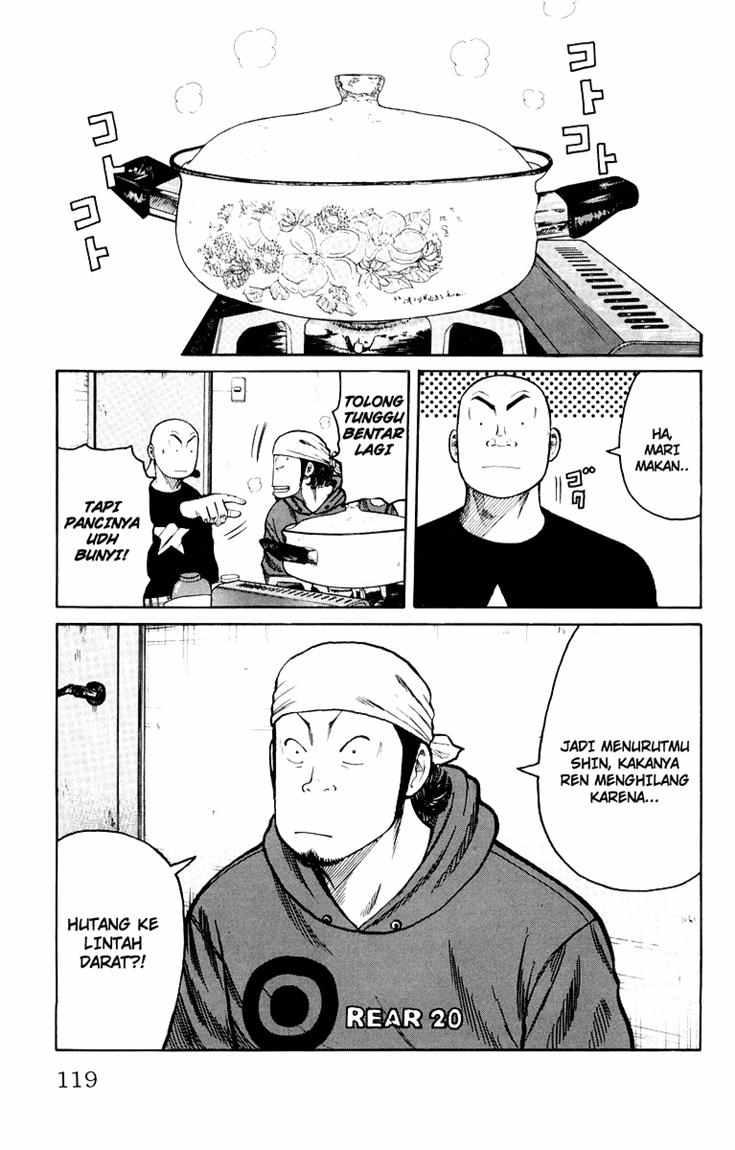 コト
コト
コト
コト
HA,
MARI
MAKAN..
ゴク
TOLONG
TUNGGU
BENTAR
LAGI
TAPI
PANCINYA
UDH
BUNYI!
JADI MENURUTMU
SHIN, KAKANYA
REN MENGHILANG
KARENA...
HUTANG KE
LINTAH
DARAT?!
REAR 20
119